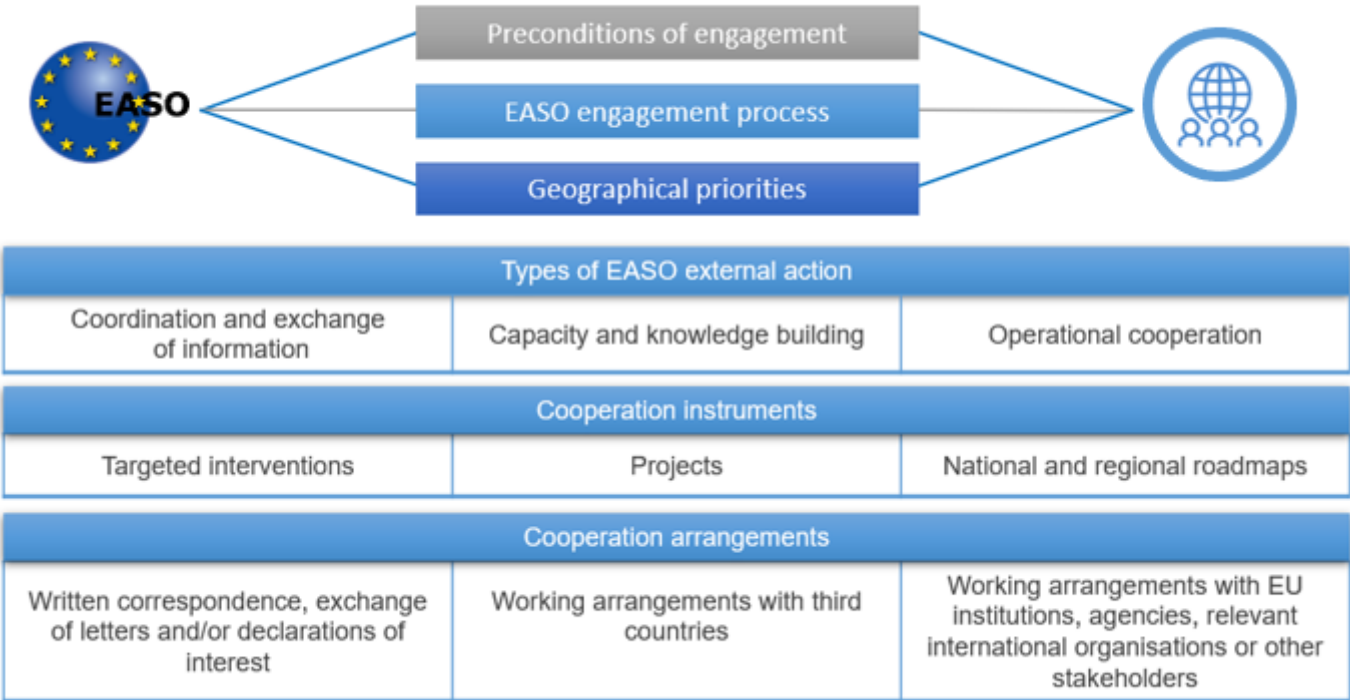 Preconditions of engagement
EASO
EASO engagement process
Geographical priorities
Types of EASO external action
Coordination and exchange
of information
Capacity and knowledge building
Operational cooperation
Cooperation instruments
Targeted interventions
Projects
National and regional roadmaps
Cooperation arrangements
Written correspondence, exchange
of letters and/or declarations of
interest
Working arrangements with third
countries
Working arrangements with EU
institutions, agencies, relevant
international organisations or other
stakeholders